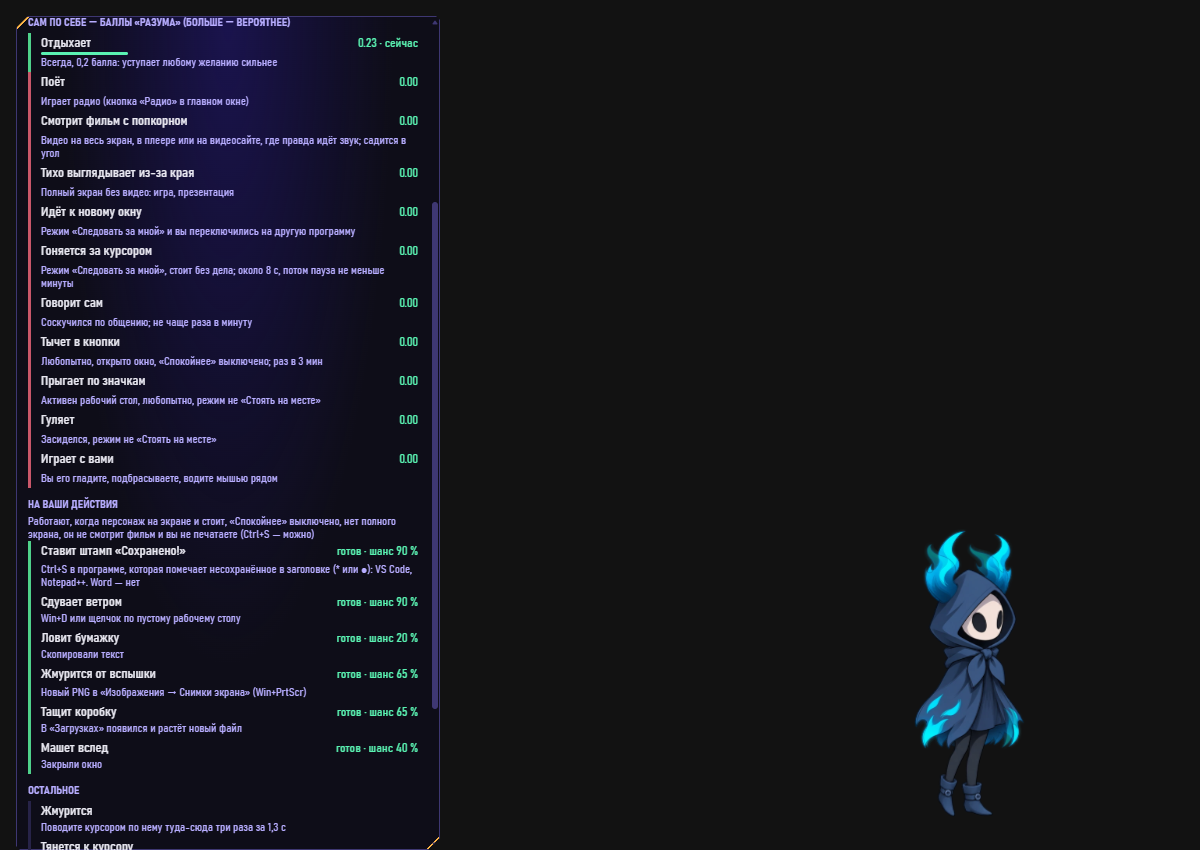 САМ ПО СЕБЕ — БАЛЛЫ «РАЗУМА» (БОЛЬШЕ — ВЕРОЯТНЕЕ)
Отдыхает 0.23 · сейчас
Всегда, 0,2 балла: уступает любому желанию сильнее
Поёт 0.00
Играет радио (кнопка «Радио» в главном окне)
Смотрит фильм с попкорном 0.00
Видео на весь экран, в плеере или на видеосайте, где правда идёт звук; садится в
угол
Тихо выглядывает из-за края 0.00
Полный экран без видео: игра, презентация
Идёт к новому окну 0.00
Режим «Следовать за мной» и вы переключились на другую программу
Гоняется за курсором 0.00
Режим «Следовать за мной», стоит без дела; около 8 с, потом пауза не меньше
минуты
Говорит сам 0.00
Соскучился по общению; не чаще раза в минуту
Тычет в кнопки 0.00
Любопытно, открыто окно, «Спокойнее» выключено; раз в 3 мин
Прыгает по значкам 0.00
Активен рабочий стол, любопытно, режим не «Стоять на месте»
Гуляет 0.00
Засиделся, режим не «Стоять на месте»
Играет с вами 0.00
Вы его гладите, подбрасываете, водите мышью рядом
НА ВАШИ ДЕЙСТВИЯ
Работают, когда персонаж на экране и стоит, «Спокойнее» выключено, нет полного
экрана, он не смотрит фильм и вы не печатаете (Ctrl+S — можно)
Ставит штамп «Сохранено!» готов · шанс 90 %
Ctrl+S в программе, которая помечает несохранённое в заголовке (* или ●): VS Code,
Notepad++. Word — нет
Сдувает ветром готов · шанс 90 %
Win+D или щелчок по пустому рабочему столу
Ловит бумажку готов · шанс 20 %
Скопировали текст
Жмурится от вспышки готов · шанс 65 %
Новый PNG в «Изображения → Снимки экрана» (Win+PrtScr)
Тащит коробку готов · шанс 65 %
В «Загрузках» появился и растёт новый файл
Машет вслед готов · шанс 40 %
Закрыли окно
ОСТАЛЬНОЕ
Жмурится
Поводите курсором по нему туда-сюда три раза за 1,3 с
Тянется к курсору